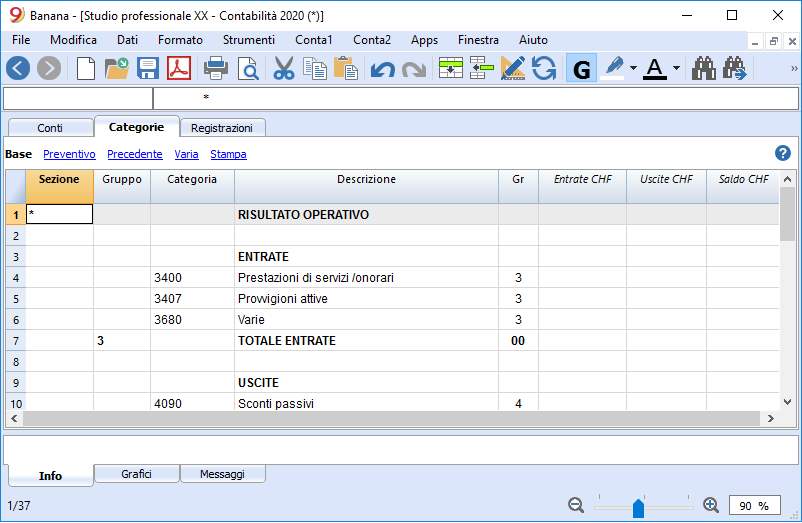 9 Banana - [Studio professionale XX - Contabilità 2020 (*)]
File Modifica Dati Formato Strumenti Conta1 Conta2 Apps Finestra Aiuto
G A »
*
Conti Categorie Registrazioni
Base Preventivo Precedente Varia Stampa ?
Sezione Gruppo Categoria Descrizione Gr Entrate CHF Uscite CHF Saldo CHF
1 * RISULTATO OPERATIVO
2
3 ENTRATE
4 3400 Prestazioni di servizi /onorari 3
5 3407 Provvigioni attive 3
6 3680 Varie 3
7 3 TOTALE ENTRATE 00
8
9 USCITE
10 4090 Sconti passivi 4
Info Grafici Messaggi
1/37 90 %